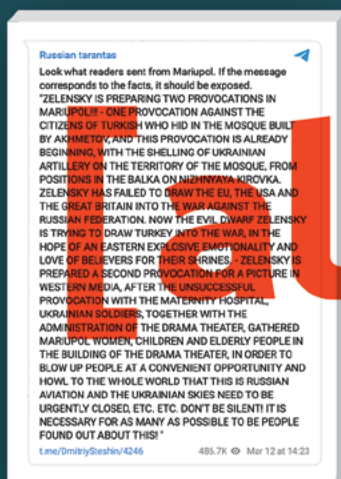 Russian tarantas
Look what readers sent from Mariupol. If the message
corresponds to the facts, it should be exposed.
"ZELENSKY IS PREPARING TWO PROVOCATIONS IN
MARIUPOL!!! - ONE PROVOCATION AGAINST THE
CITIZENS OF TURKISH WHO HID IN THE MOSQUE BUILT
BY AKHMETOV, AND THIS PROVOCATION IS ALREADY
BEGINNING, WITH THE SHELLING OF UKRAINIAN
ARTILLERY ON THE TERRITORY OF THE MOSQUE, FROM
POSITIONS IN THE BALKA ON NIZHNYAYA KIROVKA.
ZELENSKY HAS FAILED TO DRAW THE EU, THE USA AND
THE GREAT BRITAIN INTO THE WAR AGAINST THE
RUSSIAN FEDERATION. NOW THE EVIL DWARF ZELENSKY
IS TRYING TO DRAW TURKEY INTO THE WAR, IN THE
HOPE OF AN EASTERN EXPLOSIVE EMOTIONALITY AND
LOVE OF BELIEVERS FOR THEIR SHRINES. - ZELENSKY IS
PREPARED A SECOND PROVOCATION FOR A PICTURE IN
WESTERN MEDIA, AFTER THE UNSUCCESSFUL
PROVOCATION WITH THE MATERNITY HOSPITAL,
UKRAINIAN SOLDIERS, TOGETHER WITH THE
ADMINISTRATION OF THE DRAMA THEATER, GATHERED
MARIUPOL WOMEN, CHILDREN AND ELDERLY PEOPLE IN
THE BUILDING OF THE DRAMA THEATER, IN ORDER TO
BLOW UP PEOPLE AT A CONVENIENT OPPORTUNITY AND
HOWL TO THE WHOLE WORLD THAT THIS IS RUSSIAN
AVIATION AND THE UKRAINIAN SKIES NEED TO BE
URGENTLY CLOSED, ETC. ETC. DON'T BE SILENT! IT IS
NECESSARY FOR AS MANY AS POSSIBLE TO BE PEOPLE
FOUND OUT ABOUT THIS! "
t.me/DmitriySteshin/4246 485.7K Mar 12 at 14:23